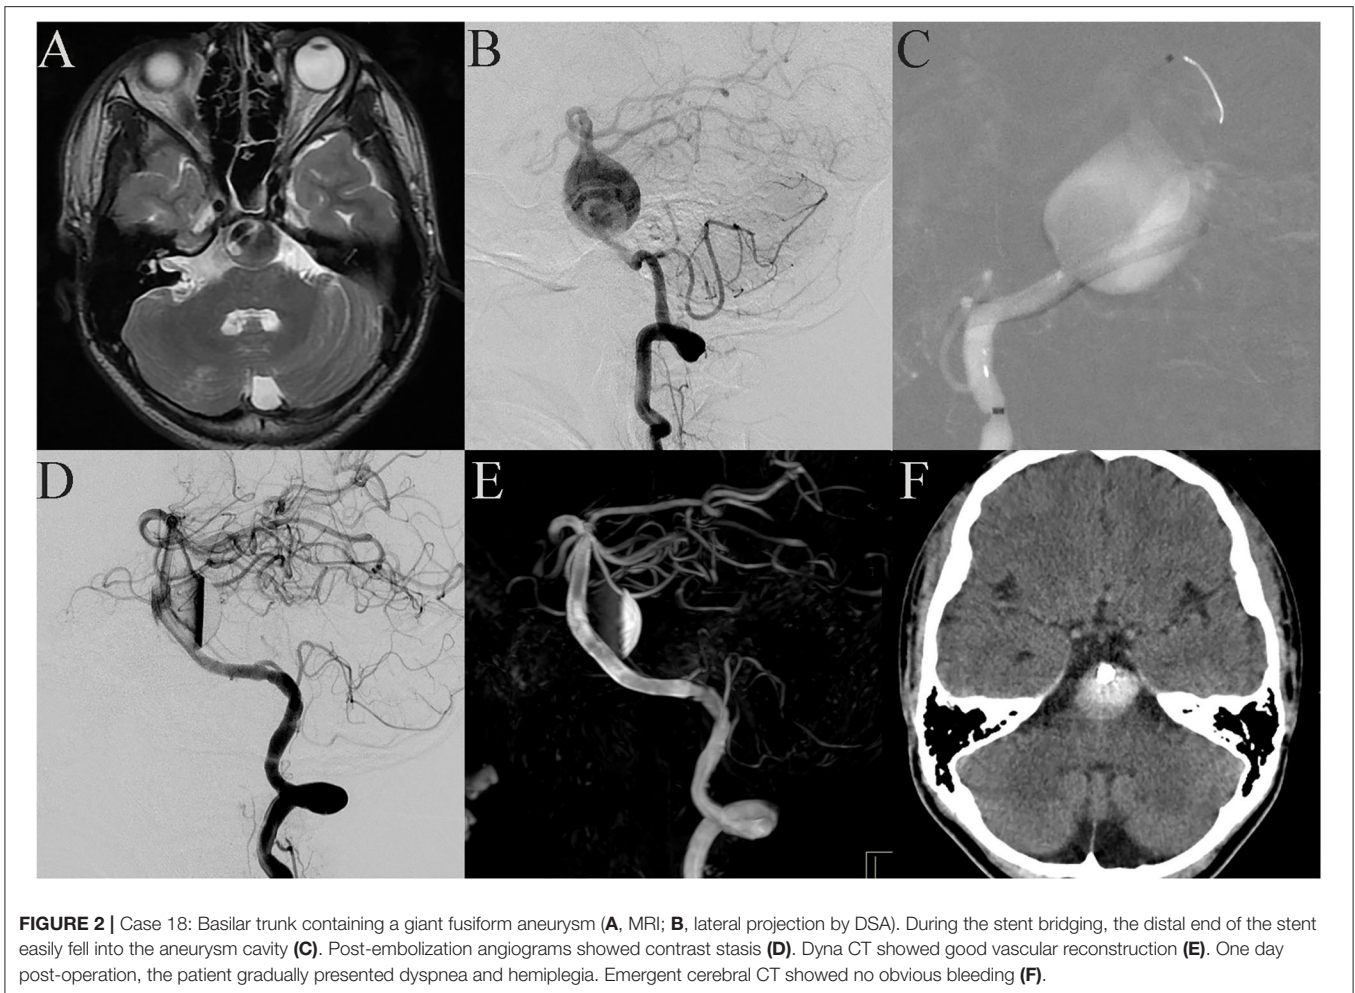 A
B
C
D
E
F
FIGURE 2 | Case 18: Basilar trunk containing a giant fusiform aneurysm (A, MRI; B, lateral projection by DSA). During the stent bridging, the distal end of the stent
easily fell into the aneurysm cavity (C). Post-embolization angiograms showed contrast stasis (D). Dyna CT showed good vascular reconstruction (E). One day
post-operation, the patient gradually presented dyspnea and hemiplegia. Emergent cerebral CT showed no obvious bleeding (F).